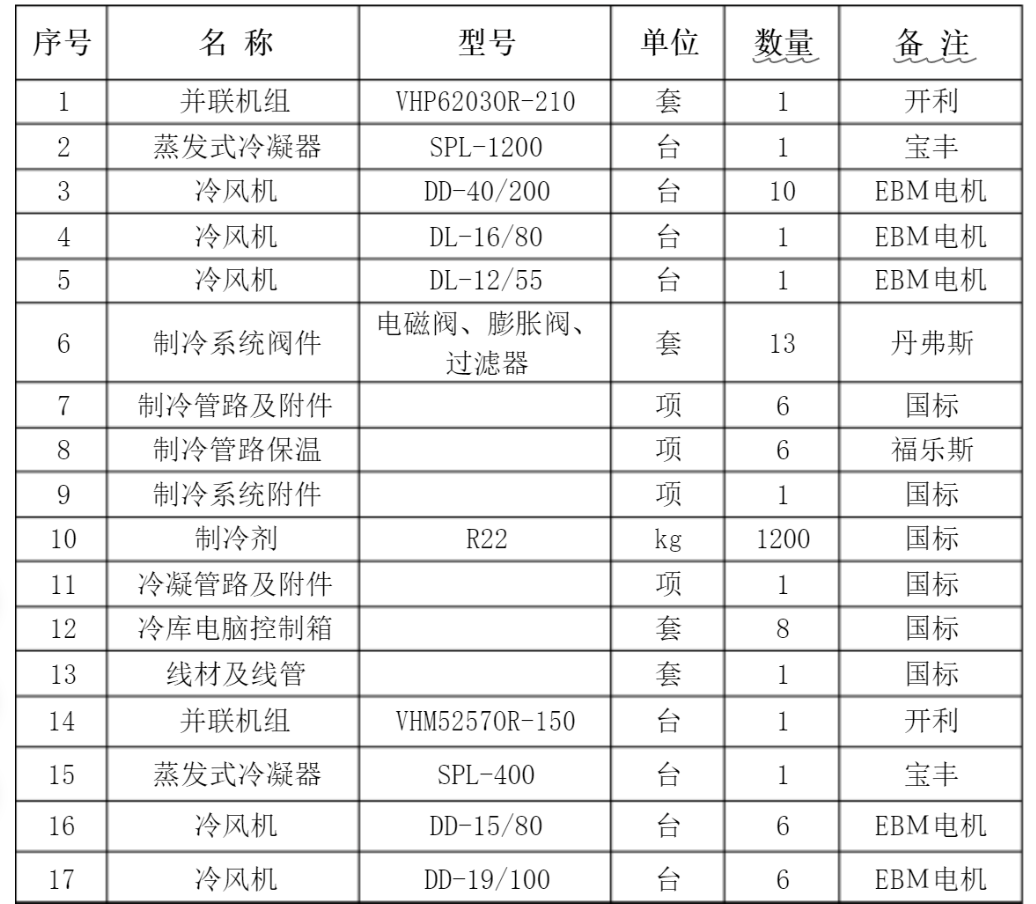 序号 名 称 型号 单位 数量 备 注
1 并联机组 VHP62030R-210 套 1 开利
2 蒸发式冷凝器 SPL-1200 台 1 宝丰
3 冷风机 DD-40/200 台 10 EBM电机
4 冷风机 DL-16/80 台 1 EBM电机
5 冷风机 DL-12/55 台 1 EBM电机
6 制冷系统阀件 电磁阀、膨胀阀、 套 13 丹弗斯
过滤器
7 制冷管路及附件 项 6 国标
8 制冷管路保温 项 6 福乐斯
9 制冷系统附件 项 1 国标
10 制冷剂 R22 kg 1200 国标
11 冷凝管路及附件 项 1 国标
12 冷库电脑控制箱 套 8 国标
13 线材及线管 套 1 国标
14 并联机组 VHM52570R-150 台 1 开利
15 蒸发式冷凝器 SPL-400 台 1 宝丰
16 冷风机 DD-15/80 台 6 EBM电机
17 冷风机 DD-19/100 台 6 EBM电机